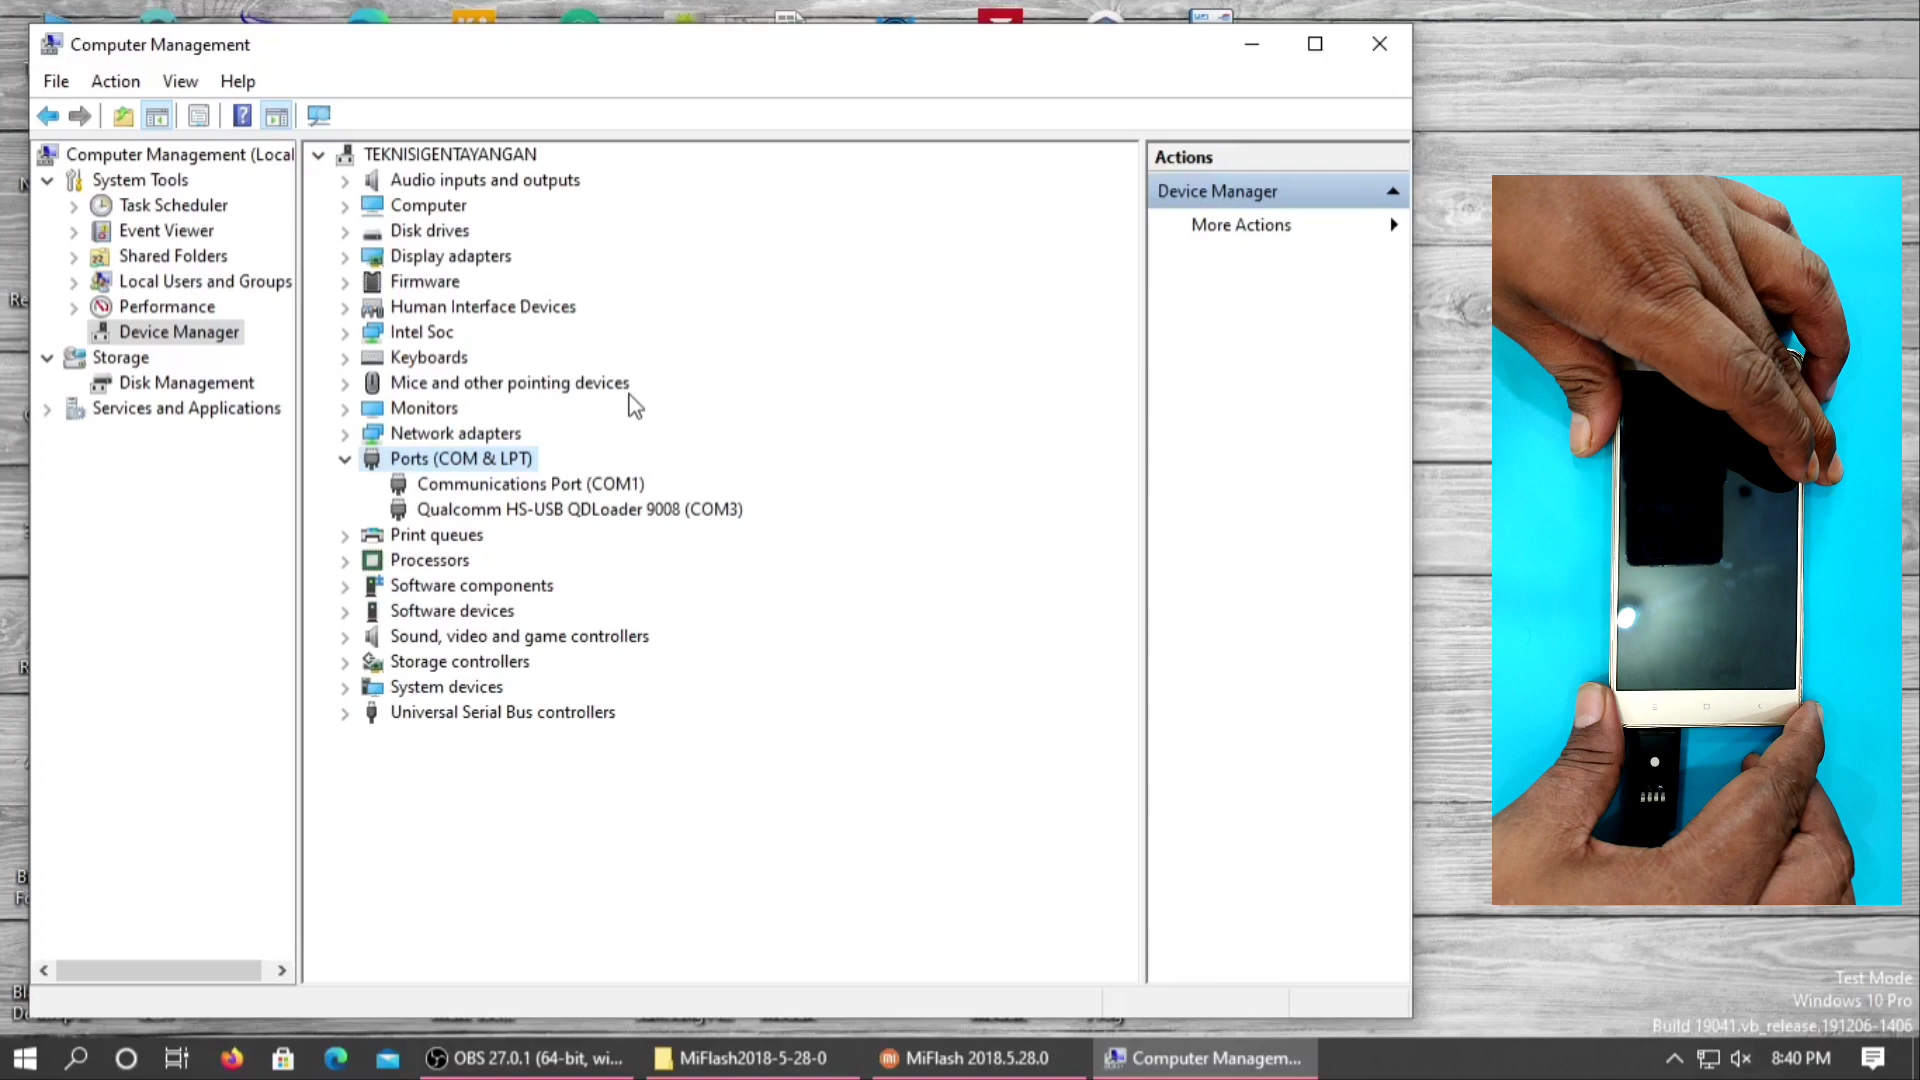 Computer Management
File Action View Help
Computer Management (Local
System Tools
Task Scheduler
Event Viewer
Shared Folders
Local Users and Groups
Performance
Device Manager
Storage
Disk Management
Services and Applications
TEKNISIGENTAYANGAN
Audio inputs and outputs
Computer
Disk drives
Display adapters
Firmware
Human Interface Devices
Intel Soc
Keyboards
Mice and other pointing devices
Monitors
Network adapters
Ports (COM & LPT)
Communications Port (COM1)
Qualcomm HS-USB QDLoader 9008 (COM3)
Print queues
Processors
Software components
Software devices
Sound, video and game controllers
Storage controllers
System devices
Universal Serial Bus controllers
Actions
Device Manager
More Actions
Test Mode
Windows 10 Pro
Build 19041.vb_release.191206-1406
OBS 27.0.1 (64-bit, wi...
MiFlash2018-5-28-0
MiFlash 2018.5.28.0
Computer Managem...
8:40 PM